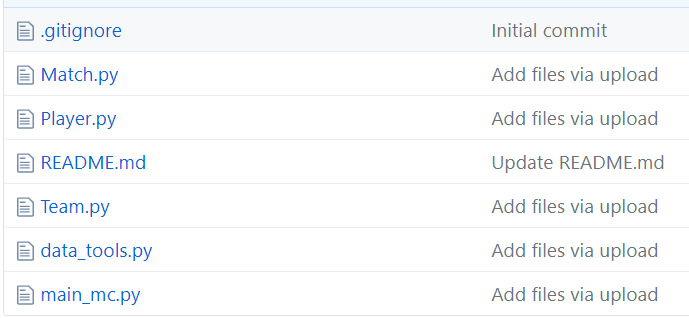 .gitignore Initial commit
Match.py Add files via upload
Player.py Add files via upload
README.md Update README.md
Team.py Add files via upload
data_tools.py Add files via upload
main_mc.py Add files via upload